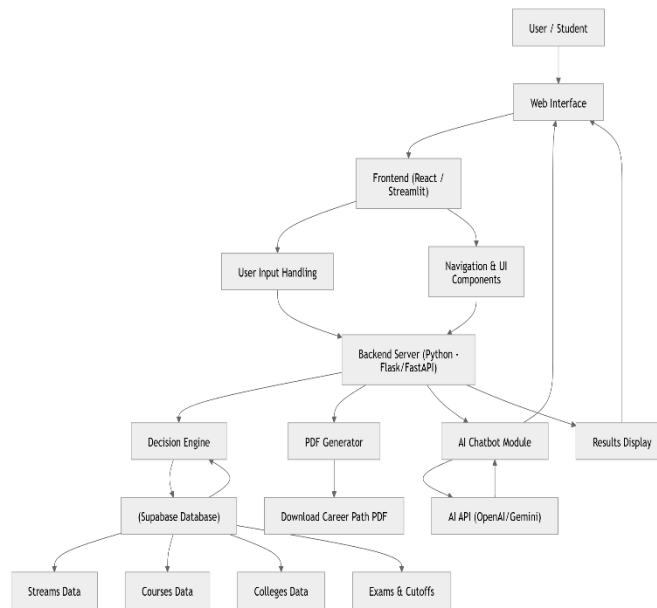 User / Student
Web Interface
Frontend (React /
Streamlit)
User Input Handling
Navigation & UI
Components
Backend Server (Python -
Flask/FastAPI)
Decision Engine
PDF Generator
AI Chatbot Module
Results Display
(Supabase Database)
Download Career Path PDF
AI API (OpenAI/Gemini)
Streams Data
Courses Data
Colleges Data
Exams & Cutoffs